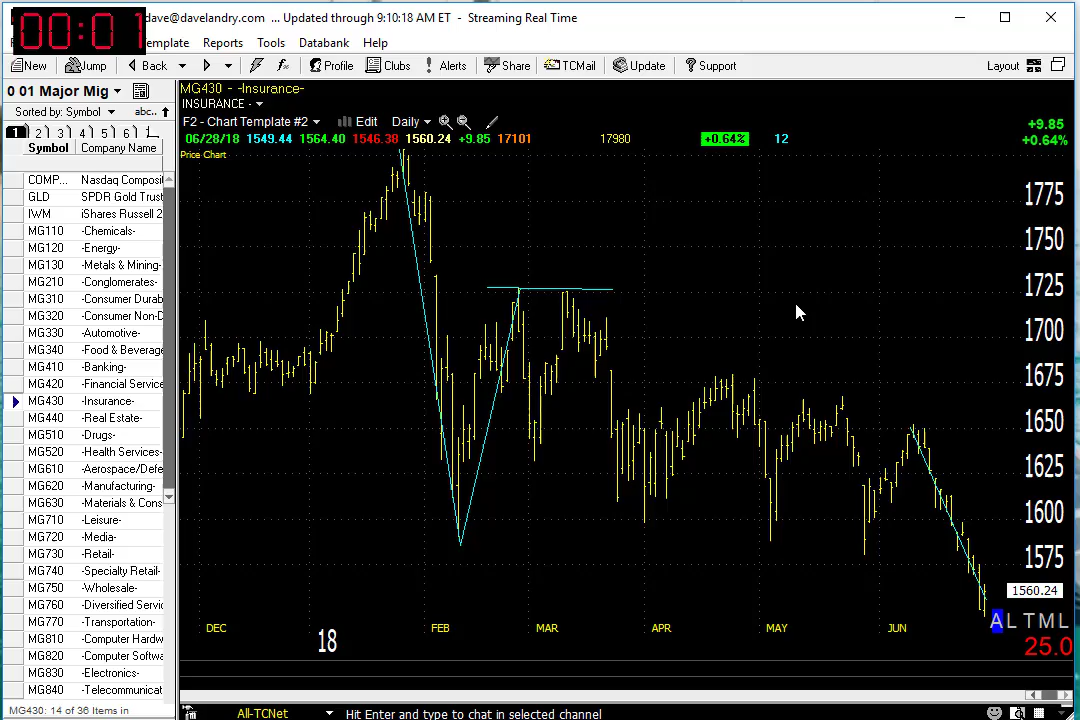 00:01
dave@davelandry.com ... Updated through 9:10:18 AM ET - Streaming Real Time
emplate Reports Tools Databank Help
New Jump Back Profile Clubs Alerts Share TCMail Update Support Layout
0 01 Major Mig
Sorted by: Symbol abc..
1 2 3 4 5 6
Symbol Company Name
COMP... Nasdaq Composi
GLD SPDR Gold Trust
IWM iShares Russell 2
MG110 -Chemicals-
MG120 -Energy-
MG130 -Metals & Mining-
MG210 -Conglomerates-
MG310 -Consumer Durab
MG320 -Consumer Non-D
MG330 -Automotive-
MG340 -Food & Beverage
MG410 -Banking-
MG420 -Financial Service
MG430 -Insurance-
MG440 -Real Estate-
MG510 -Drugs-
MG520 -Health Services-
MG610 -Aerospace/Defe
MG620 -Manufacturing-
MG630 -Materials & Cons
MG710 -Leisure-
MG720 -Media-
MG730 -Retail-
MG740 -Specialty Retail-
MG750 -Wholesale-
MG760 -Diversified Servic
MG770 -Transportation-
MG810 -Computer Hardw
MG820 -Computer Softwa
MG830 -Electronics-
MG840 -Telecommunicat
MG430: 14 of 36 Items in
MG430 - -Insurance-
INSURANCE -
F2 - Chart Template #2 Edit Daily
06/28/18 1549.44 1564.40 1546.38 1560.24 +9.85 17101 17980 +0.64% 12
+9.85
+0.64%
Price Chart
1775
1750
1725
1700
1675
1650
1625
1600
1575
1560.24
A L T M L
25.0
DEC 18 FEB MAR APR MAY JUN
All-TCNet Hit Enter and type to chat in selected channel